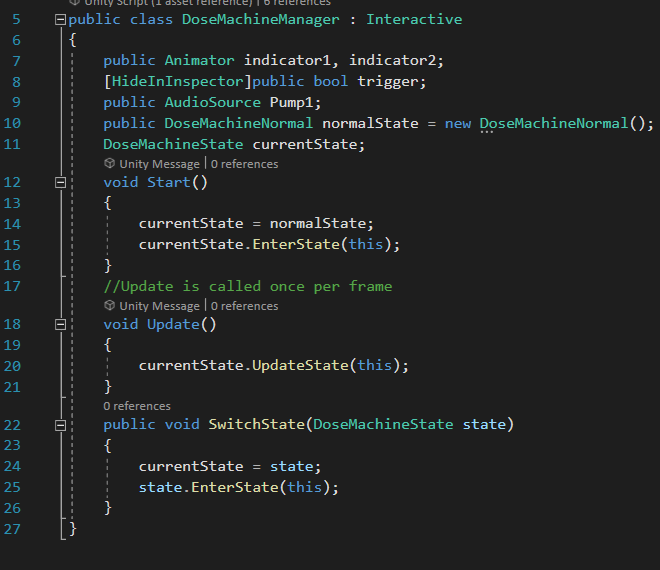 Unity Script (1 asset reference) | 6 references
5 public class DoseMachineManager : Interactive
6 {
7 public Animator indicator1, indicator2;
8 [HideInInspector]public bool trigger;
9 public AudioSource Pump1;
10 public DoseMachineNormal normalState = new DoseMachineNormal();
11 DoseMachineState currentState;
Unity Message | 0 references
12 void Start()
13 {
14 currentState = normalState;
15 currentState.EnterState(this);
16 }
17 //Update is called once per frame
Unity Message | 0 references
18 void Update()
19 {
20 currentState.UpdateState(this);
21 }
0 references
22 public void SwitchState(DoseMachineState state)
23 {
24 currentState = state;
25 state.EnterState(this);
26 }
27 }